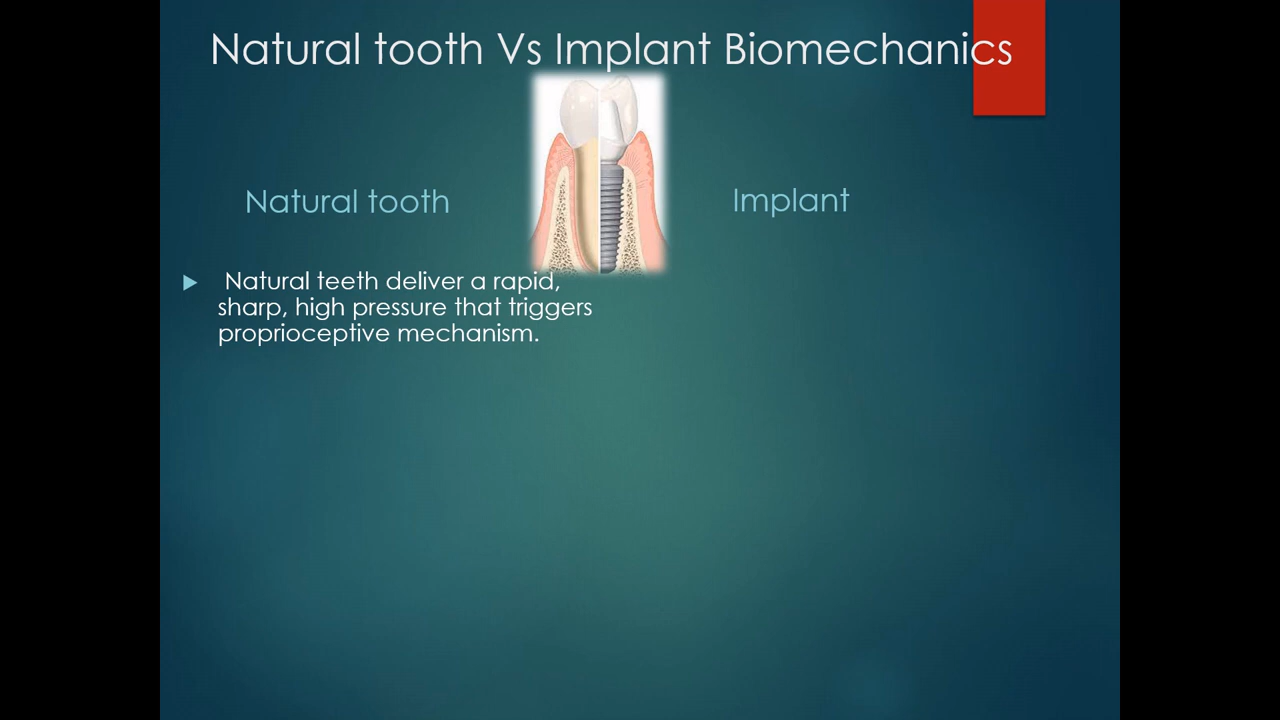 Natural tooth Vs Implant Biomechanics
Natural tooth
Implant
Natural teeth deliver a rapid,
sharp, high pressure that triggers
proprioceptive mechanism.